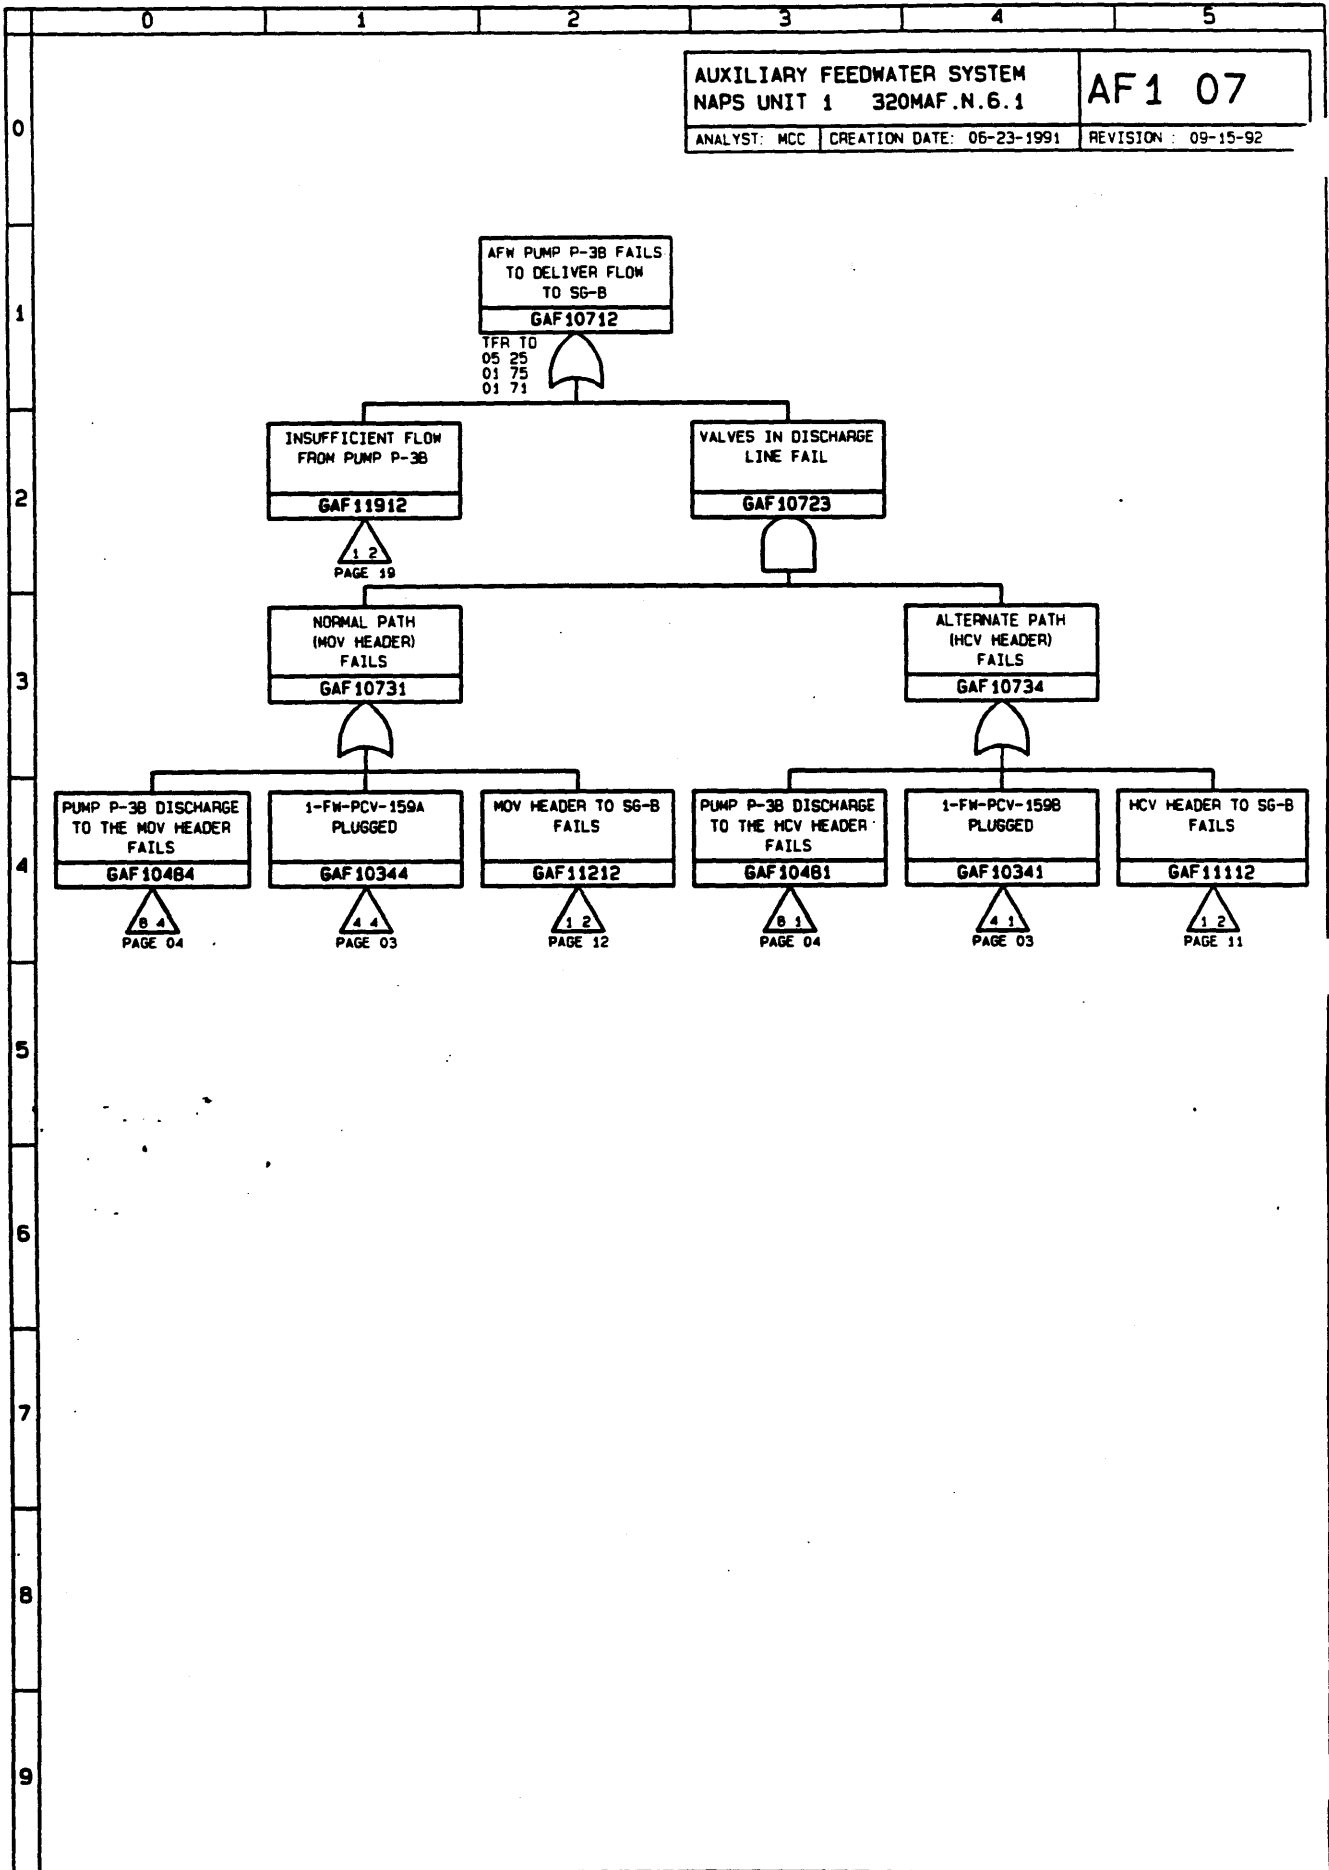 0 1 2 3 4 5
AUXILIARY FEEDWATER SYSTEM
NAPS UNIT 1 320MAF.N.6.1
AF1 07
ANALYST: MCC CREATION DATE: 06-23-1991 REVISION : 09-15-92
0
AFW PUMP P-3B FAILS
TO DELIVER FLOW
TO SG-B
GAF10712
1
TFR TO
05 25
01 75
01 71
INSUFFICIENT FLOW
FROM PUMP P-3B
GAF11912
1 2
PAGE 19
VALVES IN DISCHARGE
LINE FAIL
GAF10723
2
NORMAL PATH
(MOV HEADER)
FAILS
GAF10731
ALTERNATE PATH
(HCV HEADER)
FAILS
GAF10734
3
PUMP P-3B DISCHARGE
TO THE MOV HEADER
FAILS
GAF10484
8 4
PAGE 04
1-FW-PCV-159A
PLUGGED
GAF10344
4 4
PAGE 03
MOV HEADER TO SG-B
FAILS
GAF11212
1 2
PAGE 12
PUMP P-3B DISCHARGE
TO THE HCV HEADER
FAILS
GAF10481
8 1
PAGE 04
1-FW-PCV-159B
PLUGGED
GAF10341
4 1
PAGE 03
HCV HEADER TO SG-B
FAILS
GAF11112
1 2
PAGE 11
4
5
6
7
8
9